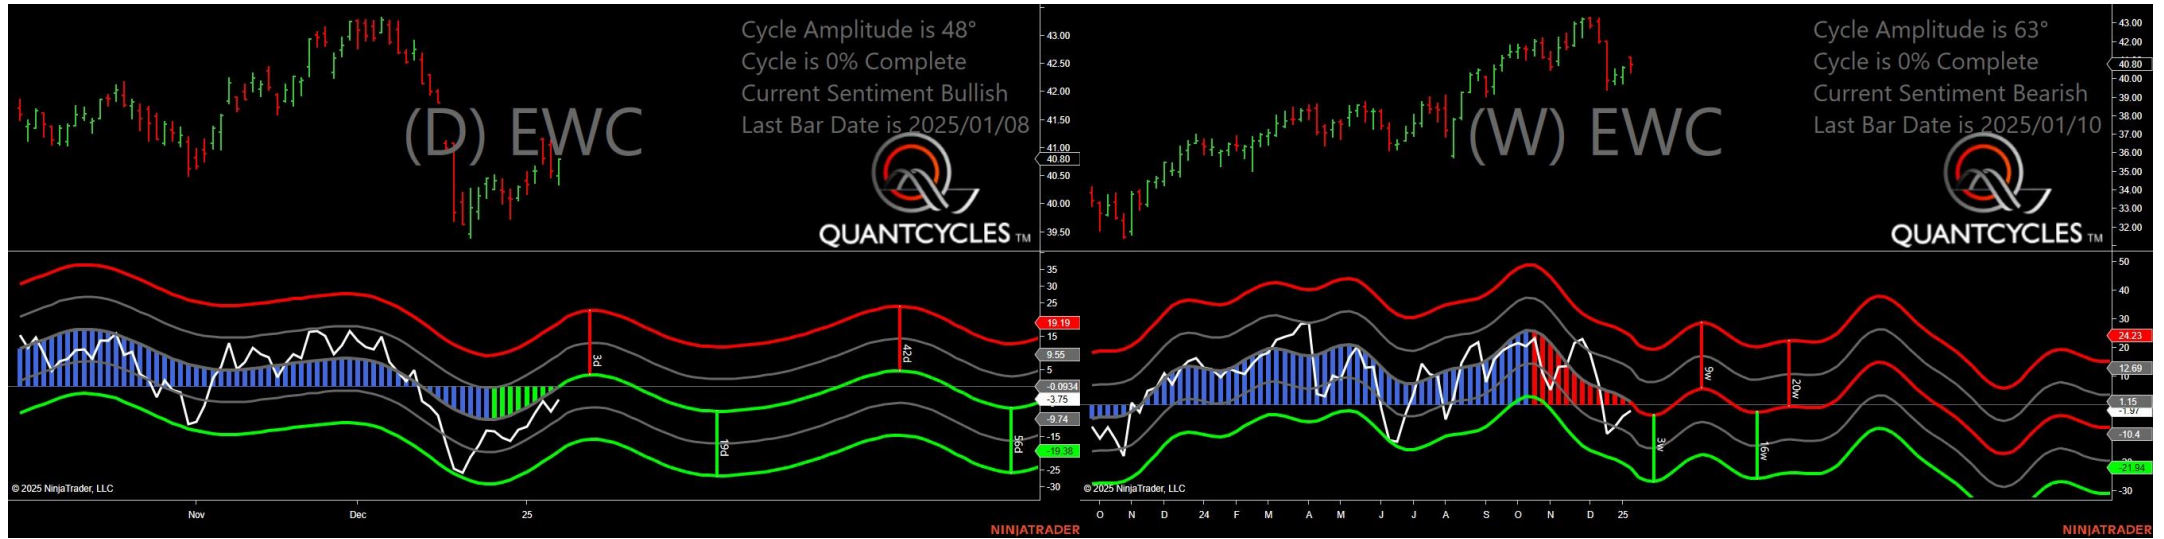 Cycle Amplitude is 48°
Cycle is 0% Complete
Current Sentiment Bullish
Last Bar Date is 2025/01/08
(D) EWC
QUANTCYCLES TM
43.00
42.50
42.00
41.50
41.00
40.80
40.50
40.00
39.50
35
30
25
19.19
15
9.55
5
-0.0934
-3.75
-9.74
-15
-19.38
-25
-30
3d
19d
42d
56d
© 2025 NinjaTrader, LLC
Nov
Dec
25
NINJATRADER
Cycle Amplitude is 63°
Cycle is 0% Complete
Current Sentiment Bearish
Last Bar Date is 2025/01/10
(W) EWC
QUANTCYCLES TM
43.00
42.00
40.80
40.00
39.00
38.00
37.00
36.00
35.00
34.00
33.00
32.00
50
40
30
24.23
20
12.69
10
1.15
-1.97
-10.4
-21.94
-30
3w
9w
16w
20w
© 2025 NinjaTrader, LLC
O N D 24 F M A M J J A S O N D 25
NINJATRADER